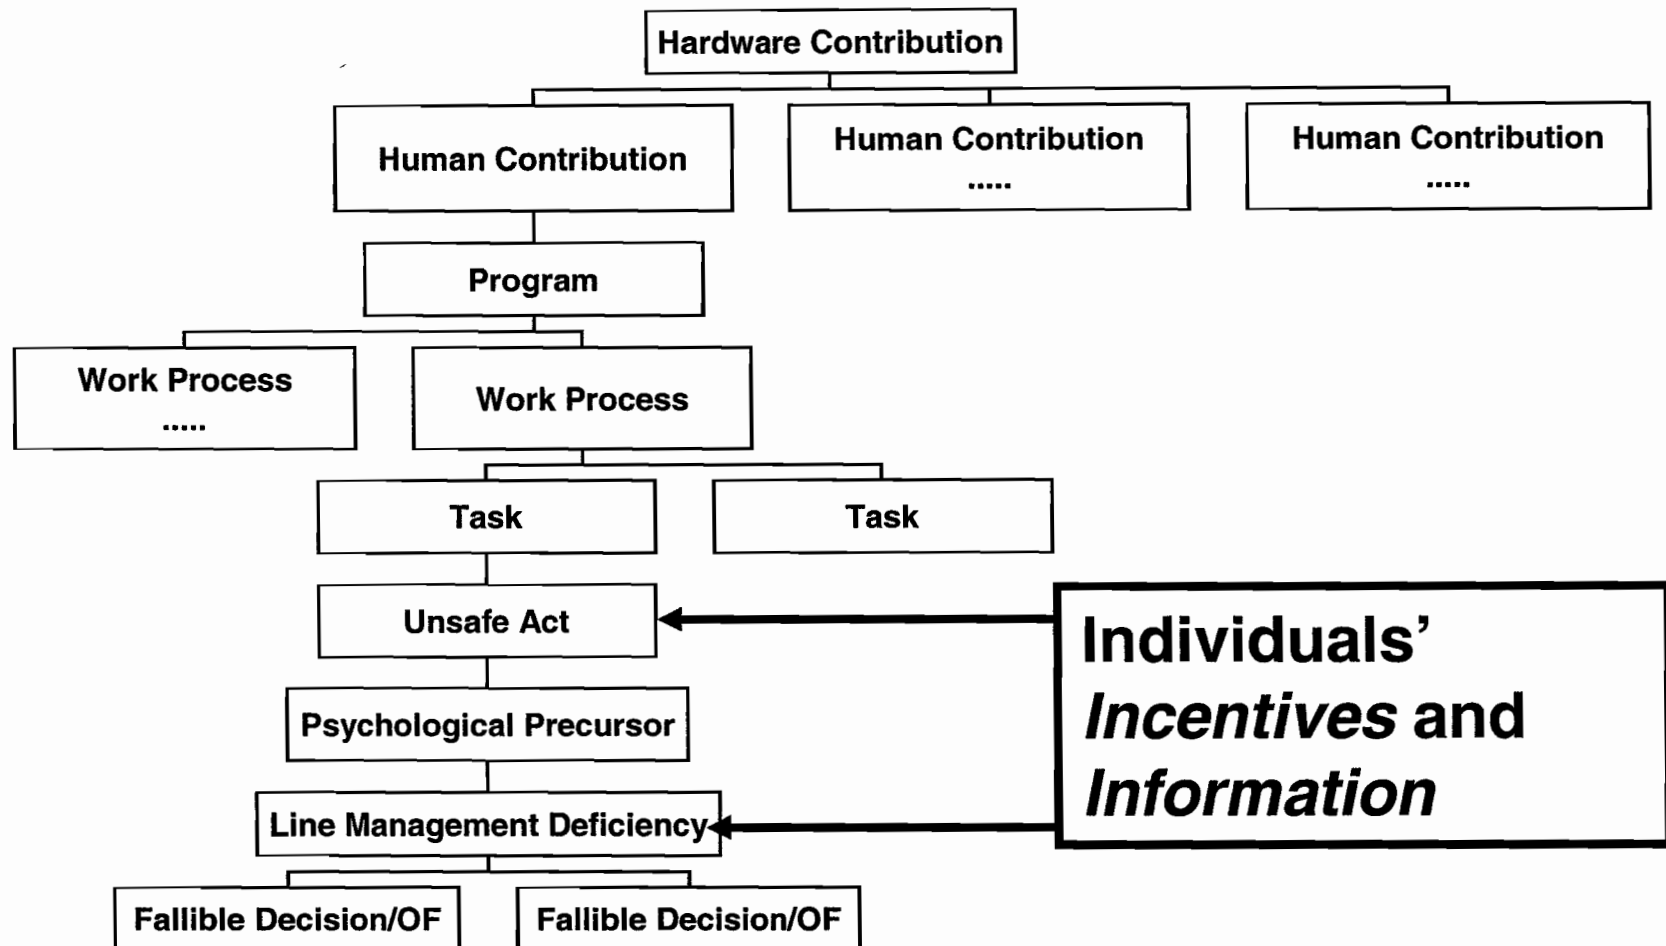 Hardware Contribution
Human Contribution
Human Contribution
.....
Human Contribution
.....
Program
Work Process
.....
Work Process
Task
Task
Unsafe Act
Individuals’
Incentives and
Information
Psychological Precursor
Line Management Deficiency
Fallible Decision/OF
Fallible Decision/OF